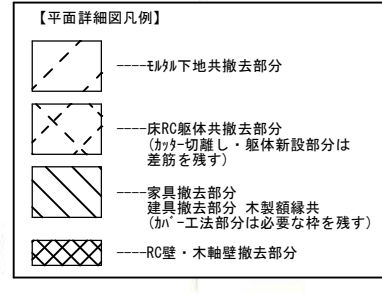 【平面詳細図凡例】
----ﾓﾙﾀﾙ下地共撤去部分
----床RC躯体共撤去部分
(ｶｯﾀｰ切離し・躯体新設部分は
差筋を残す)
----家具撤去部分
建具撤去部分 木製額縁共
(ｶﾊﾞｰ工法部分は必要な枠を残す)
----RC壁・木軸壁撤去部分